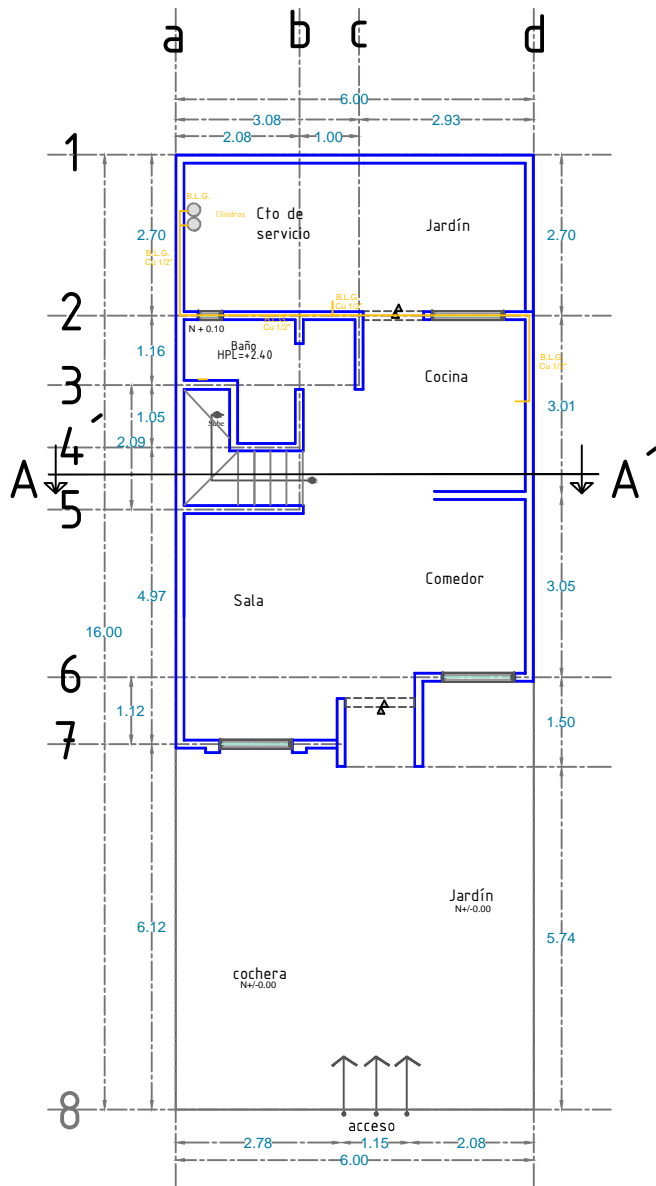 a
b
c
d
6.00
3.08
2.93
2.08
1.00
1
B.L.G.
Cilindros
Cto de
servicio
Jardín
2.70
2.70
B.L.G.
Cu 1/2"
B.L.G.
Cu 1/2"
2
Cu 1/2"
N + 0.10
Baño
HPL=+2.40
1.16
Cocina
B.L.G.
Cu 1/2"
3
3.01
1.05
Sube
4´
2.09
A
A´
5
Comedor
3.05
4.97
Sala
16.00
6
1.12
1.50
7
Jardín
N+/-0.00
6.12
5.74
cochera
N+/-0.00
8
acceso
2.78
1.15
2.08
6.00